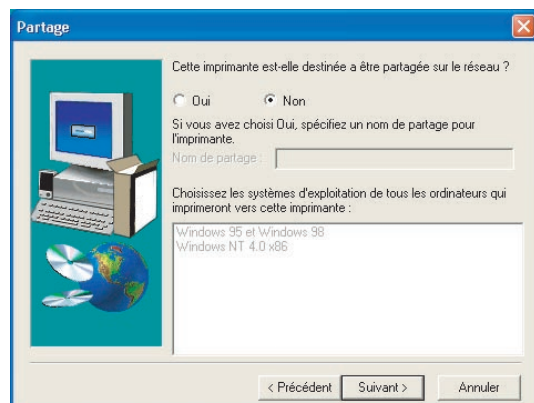 Partage
Cette imprimante est-elle destinée a être partagée sur le réseau ?
Oui Non
Si vous avez choisi Oui, spécifiez un nom de partage pour
l'imprimante.
Nom de partage :
Choisissez les systèmes d'exploitation de tous les ordinateurs qui
imprimeront vers cette imprimante :
Windows 95 et Windows 98
Windows NT 4.0 x86
< Précédent Suivant > Annuler